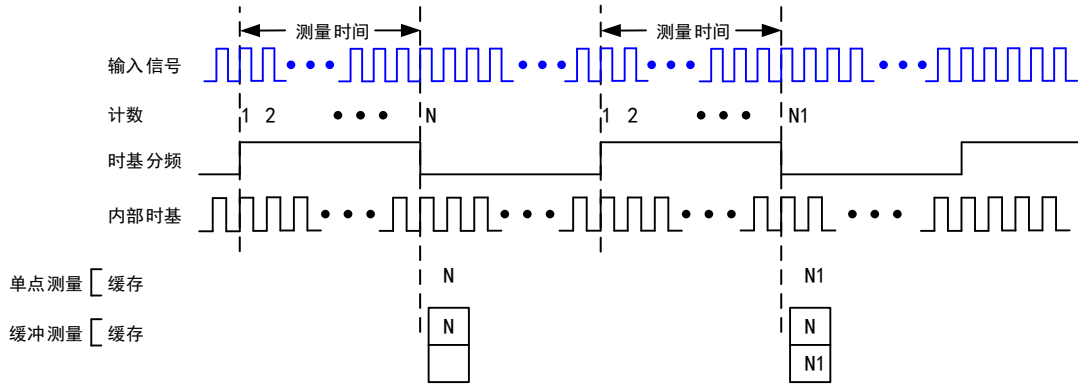 测量时间 测量时间
输入信号
计数 1 2 N 1 2 N1
时基分频
内部时基
单点测量 缓存 N N1
缓冲测量 缓存 N N
N1